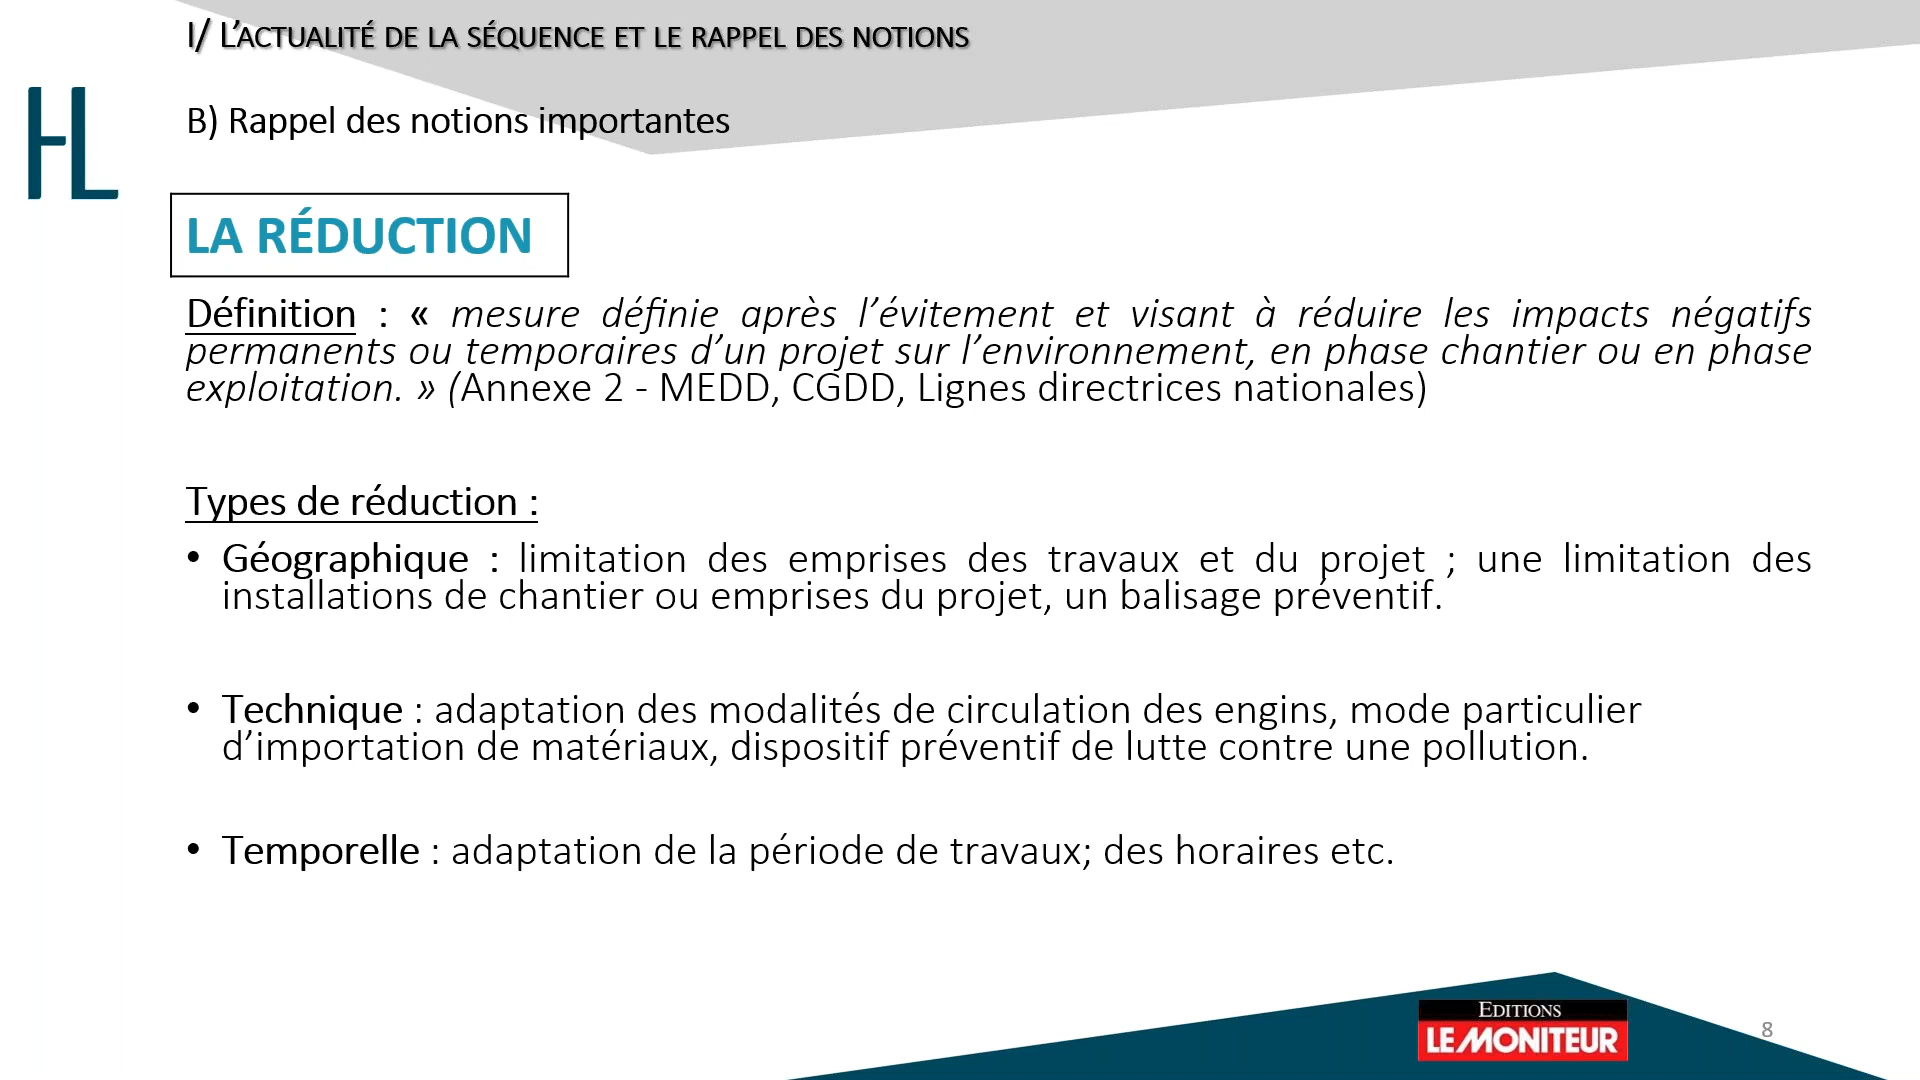 I/ L’ACTUALITÉ DE LA SÉQUENCE ET LE RAPPEL DES NOTIONS
B) Rappel des notions importantes
HL
LA RÉDUCTION
Définition : « mesure définie après l’évitement et visant à réduire les impacts négatifs
permanents ou temporaires d’un projet sur l’environnement, en phase chantier ou en phase
exploitation. » (Annexe 2 - MEDD, CGDD, Lignes directrices nationales)
Types de réduction :
• Géographique : limitation des emprises des travaux et du projet ; une limitation des
installations de chantier ou emprises du projet, un balisage préventif.
• Technique : adaptation des modalités de circulation des engins, mode particulier
d’importation de matériaux, dispositif préventif de lutte contre une pollution.
• Temporelle : adaptation de la période de travaux; des horaires etc.
EDITIONS
LE MONITEUR
8